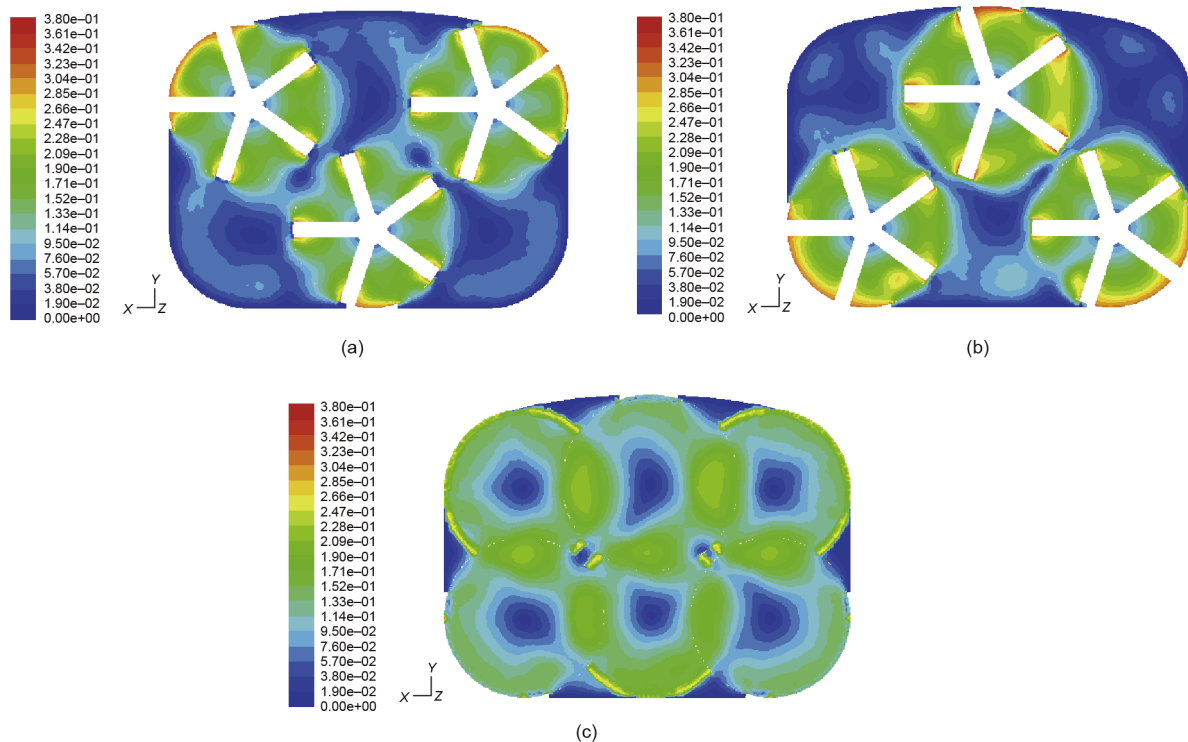 3.80e–01
3.61e–01
3.42e–01
3.23e–01
3.04e–01
2.85e–01
2.66e–01
2.47e–01
2.28e–01
2.09e–01
1.90e–01
1.71e–01
1.52e–01
1.33e–01
1.14e–01
9.50e–02
7.60e–02
5.70e–02
3.80e–02
1.90e–02
0.00e+00
Y
X
Z
(a)
3.80e–01
3.61e–01
3.42e–01
3.23e–01
3.04e–01
2.85e–01
2.66e–01
2.47e–01
2.28e–01
2.09e–01
1.90e–01
1.71e–01
1.52e–01
1.33e–01
1.14e–01
9.50e–02
7.60e–02
5.70e–02
3.80e–02
1.90e–02
0.00e+00
Y
X
Z
(b)
3.80e–01
3.61e–01
3.42e–01
3.23e–01
3.04e–01
2.85e–01
2.66e–01
2.47e–01
2.28e–01
2.09e–01
1.90e–01
1.71e–01
1.52e–01
1.33e–01
1.14e–01
9.50e–02
7.60e–02
5.70e–02
3.80e–02
1.90e–02
0.00e+00
Y
X
Z
(c)